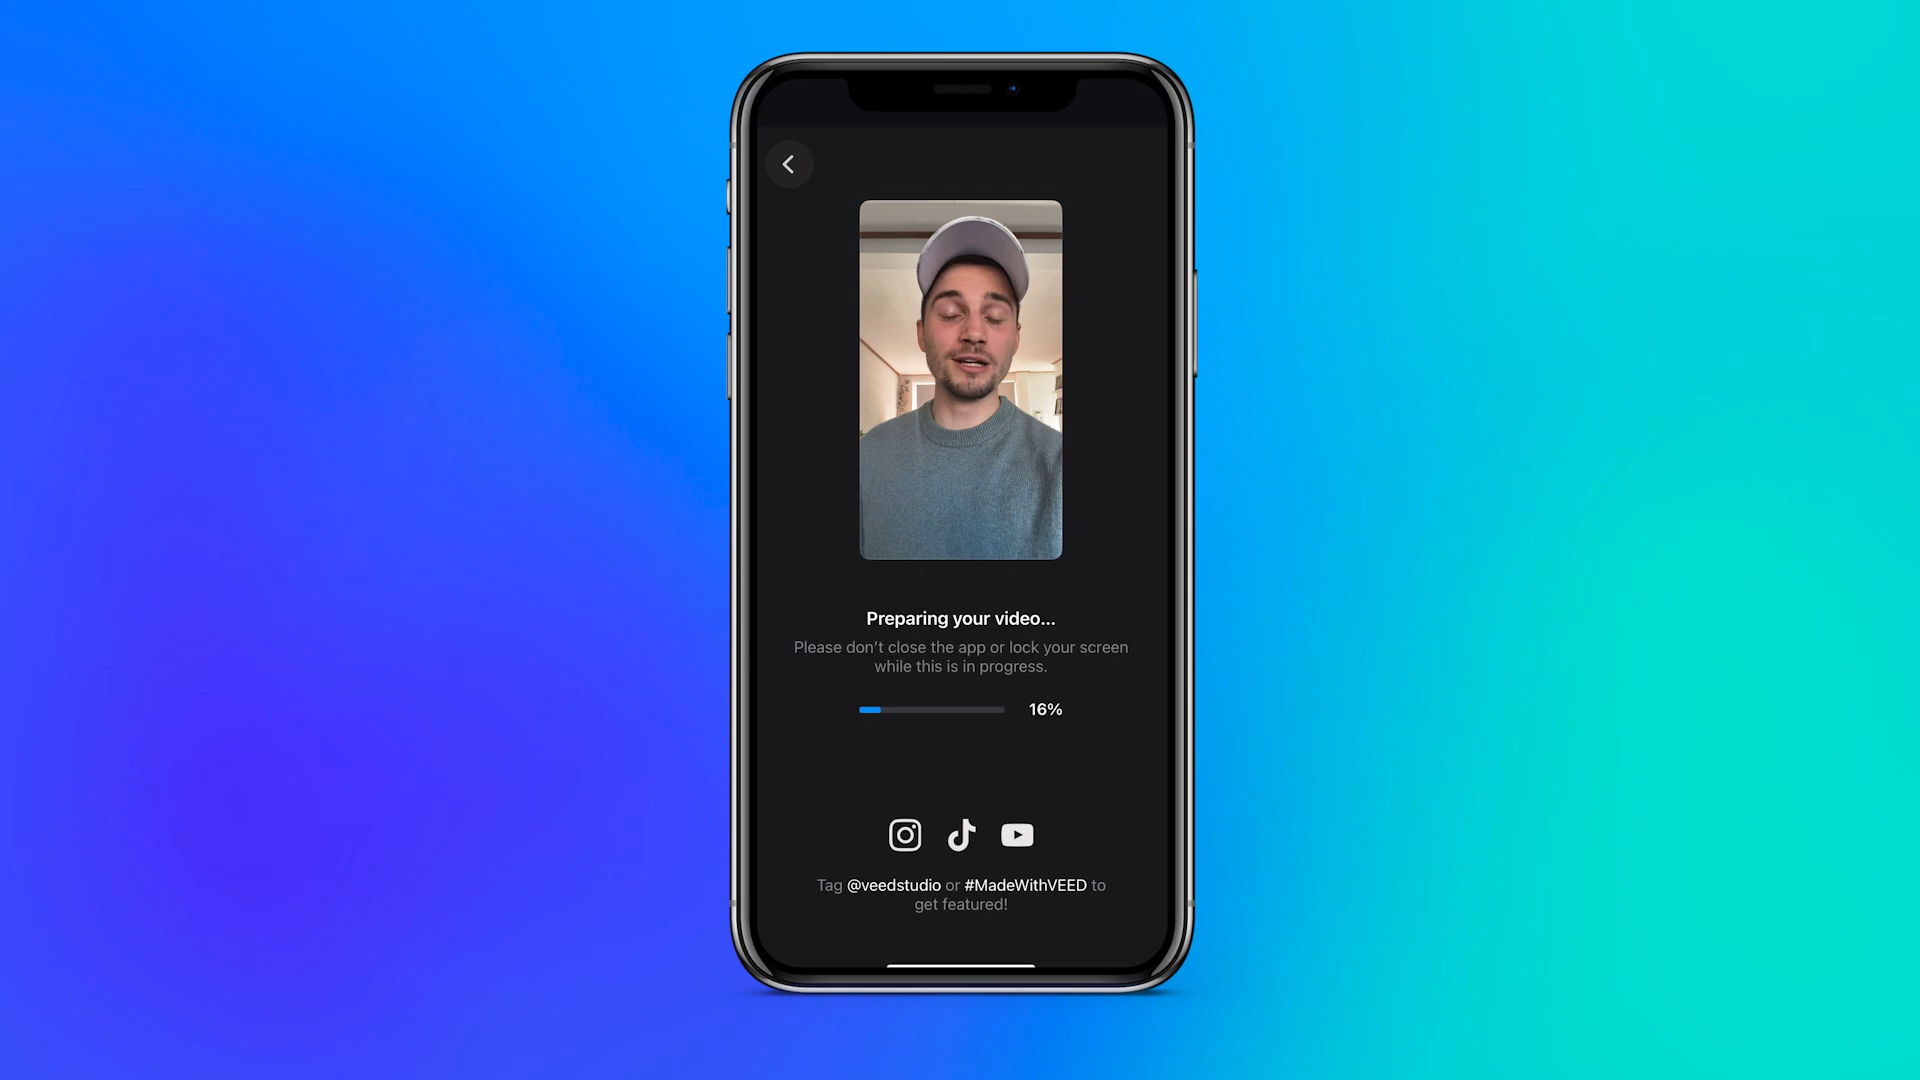 Preparing your video...
Please don’t close the app or lock your screen
while this is in progress.
16%
Tag @veedstudio or #MadeWithVEED to
get featured!